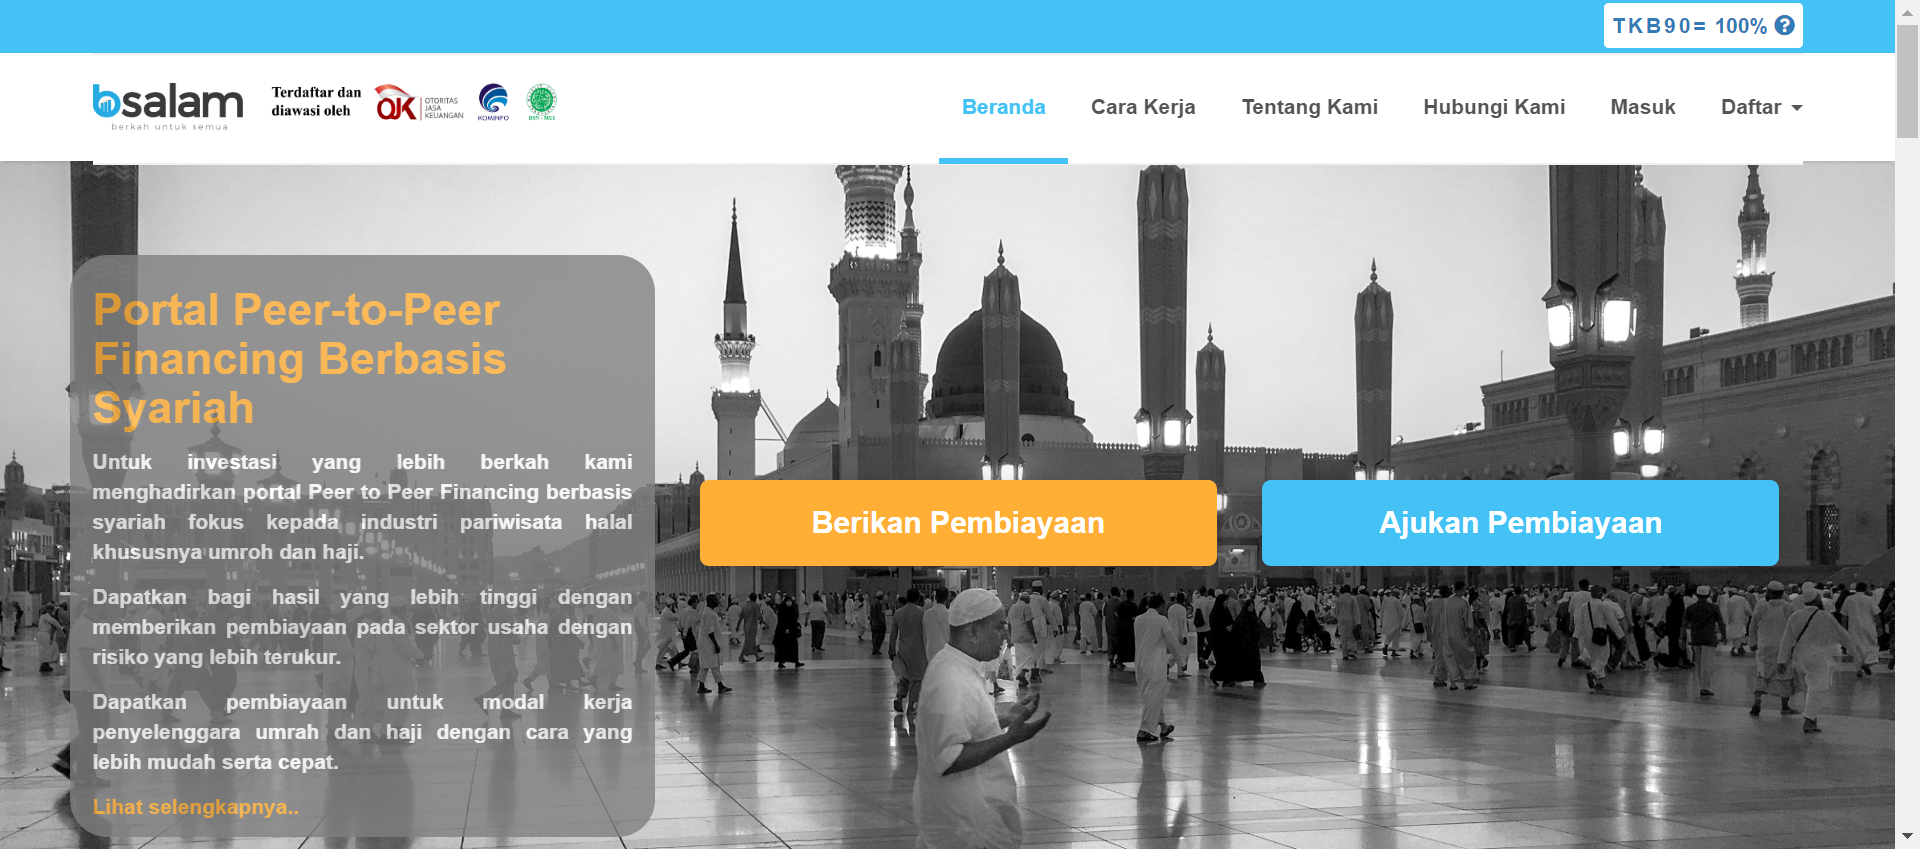 TKB90= 100%
bsalam
berkah untuk semua
Terdaftar dan
diawasi oleh
OJK
OTORITAS
JASA
KEUANGAN
KOMINFO
DSN - MUI
Beranda
Cara Kerja
Tentang Kami
Hubungi Kami
Masuk
Daftar
Portal Peer-to-Peer
Financing Berbasis
Syariah
Untuk investasi yang lebih berkah kami
menghadirkan portal Peer to Peer Financing berbasis
syariah fokus kepada industri pariwisata halal
khususnya umroh dan haji.
Dapatkan bagi hasil yang lebih tinggi dengan
memberikan pembiayaan pada sektor usaha dengan
risiko yang lebih terukur.
Dapatkan pembiayaan untuk modal kerja
penyelenggara umrah dan haji dengan cara yang
lebih mudah serta cepat.
Lihat selengkapnya..
Berikan Pembiayaan
Ajukan Pembiayaan